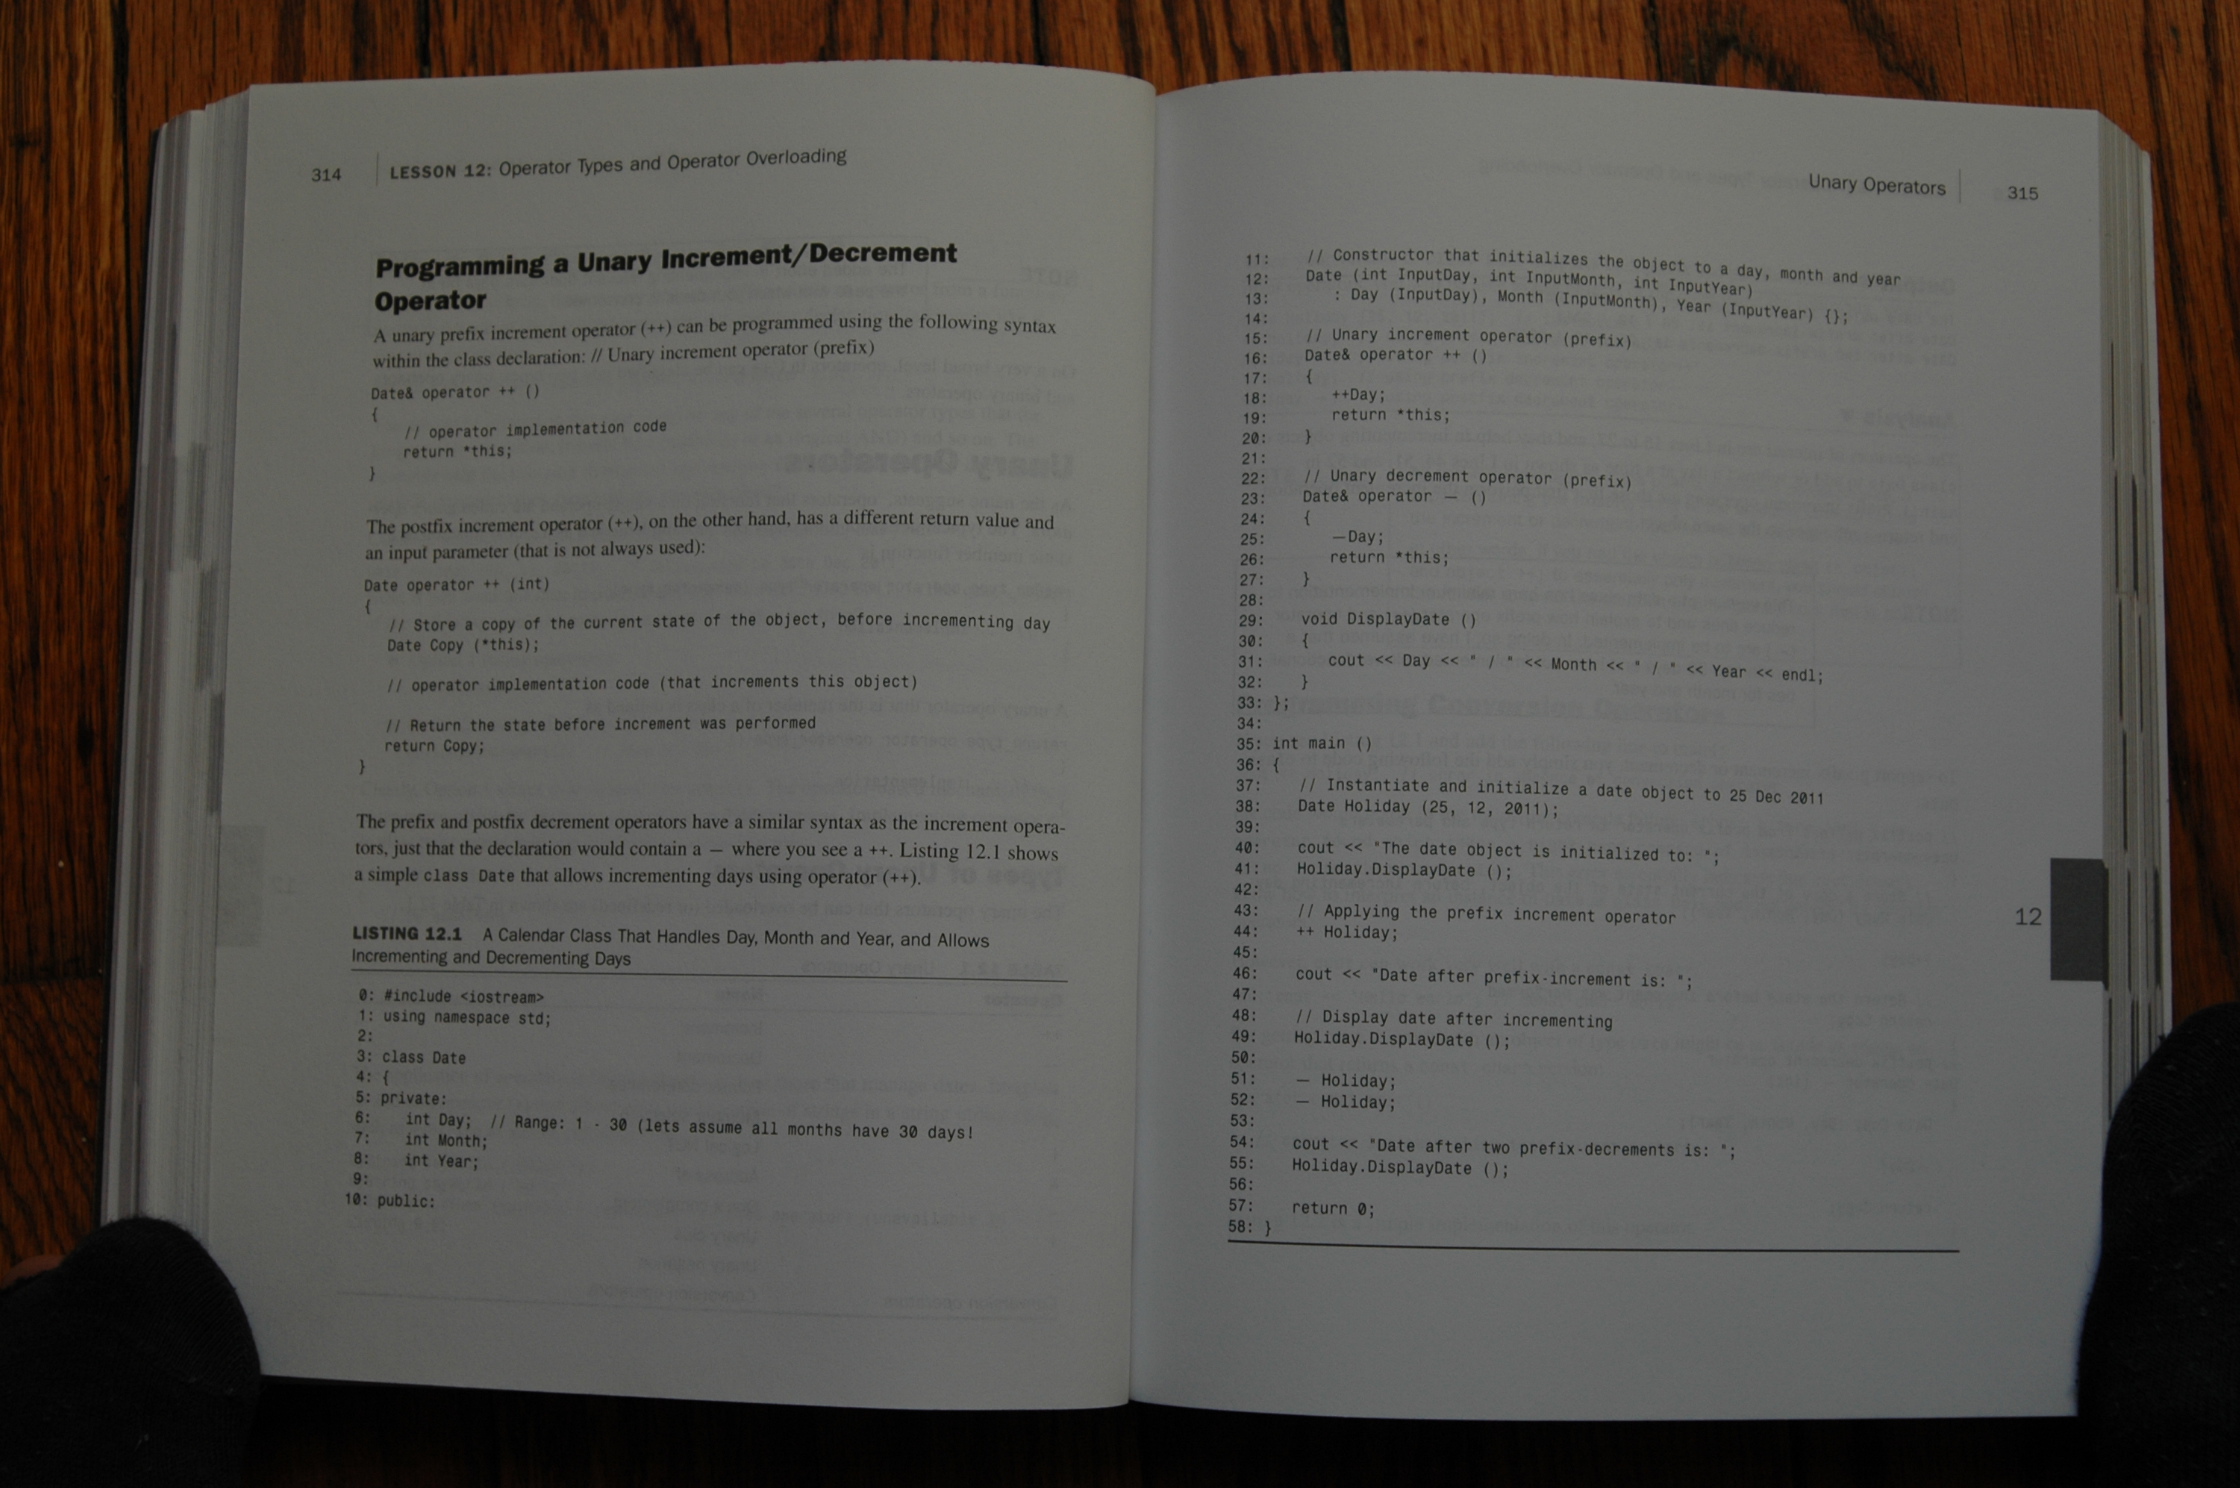 314 LESSON 12: Operator Types and Operator Overloading
Programming a Unary Increment/Decrement
Operator
A unary prefix increment operator (++) can be programmed using the following syntax
within the class declaration: // Unary increment operator (prefix)
Date& operator ++ ()
{
// operator implementation code
return *this;
}
The postfix increment operator (++), on the other hand, has a different return value and
an input parameter (that is not always used):
Date operator ++ (int)
{
// Store a copy of the current state of the object, before incrementing day
Date Copy (*this);
// operator implementation code (that increments this object)
// Return the state before increment was performed
return Copy;
}
The prefix and postfix decrement operators have a similar syntax as the increment opera-
tors, just that the declaration would contain a — where you see a ++. Listing 12.1 shows
a simple class Date that allows incrementing days using operator (++).
LISTING 12.1 A Calendar Class That Handles Day, Month and Year, and Allows
Incrementing and Decrementing Days
0: #include <iostream>
1: using namespace std;
2:
3: class Date
4: {
5: private:
6: int Day; // Range: 1 - 30 (lets assume all months have 30 days!
7: int Month;
8: int Year;
9:
10: public:
Unary Operators 315
11: // Constructor that initializes the object to a day, month and year
12: Date (int InputDay, int InputMonth, int InputYear)
13: : Day (InputDay), Month (InputMonth), Year (InputYear) {};
14:
15: // Unary increment operator (prefix)
16: Date& operator ++ ()
17: {
18: ++Day;
19: return *this;
20: }
21:
22: // Unary decrement operator (prefix)
23: Date& operator — ()
24: {
25: —Day;
26: return *this;
27: }
28:
29: void DisplayDate ()
30: {
31: cout << Day << " / " << Month << " / " << Year << endl;
32: }
33: };
34:
35: int main ()
36: {
37: // Instantiate and initialize a date object to 25 Dec 2011
38: Date Holiday (25, 12, 2011);
39:
40: cout << "The date object is initialized to: ";
41: Holiday.DisplayDate ();
42:
43: // Applying the prefix increment operator
44: ++ Holiday;
45:
46: cout << "Date after prefix-increment is: ";
47:
48: // Display date after incrementing
49: Holiday.DisplayDate ();
50:
51: — Holiday;
52: — Holiday;
53:
54: cout << "Date after two prefix-decrements is: ";
55: Holiday.DisplayDate ();
56:
57: return 0;
58: }
12